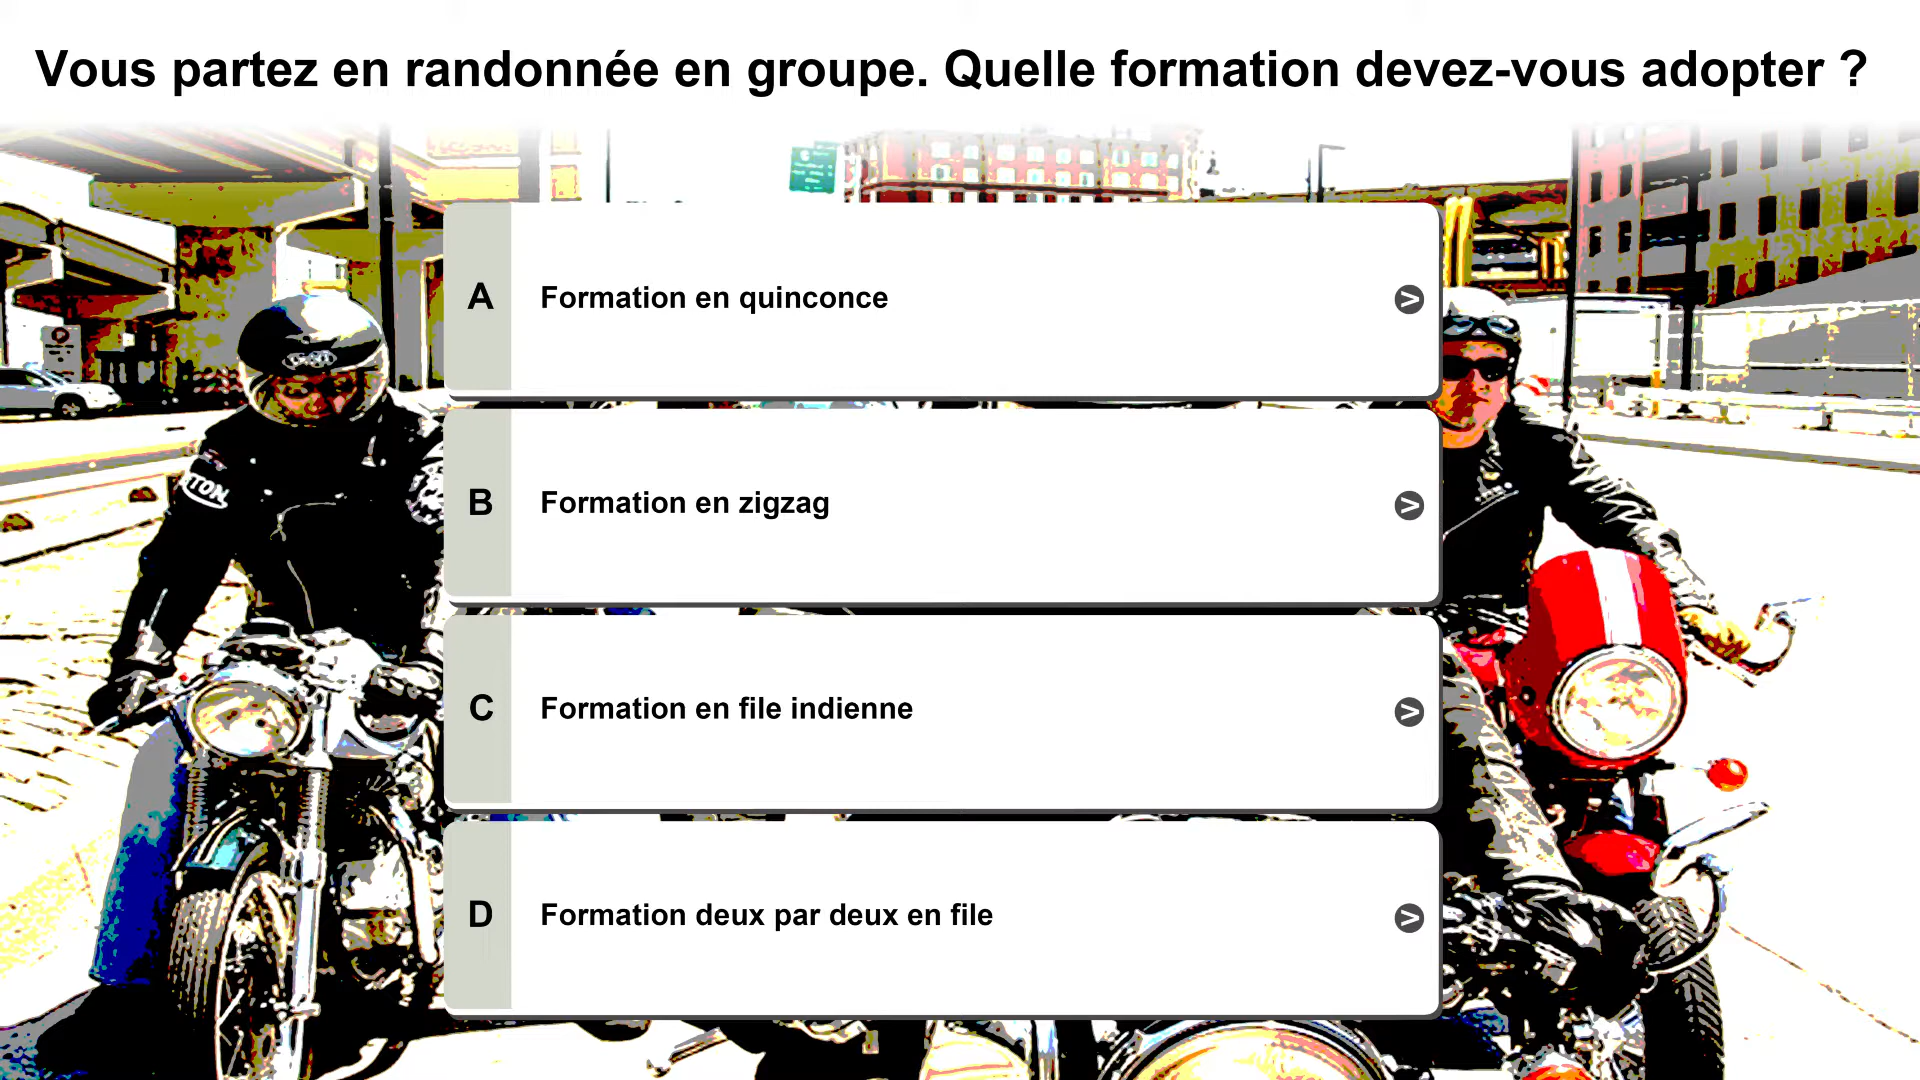 Vous partez en randonnée en groupe. Quelle formation devez-vous adopter ?
A Formation en quinconce >
B Formation en zigzag >
C Formation en file indienne >
D Formation deux par deux en file >